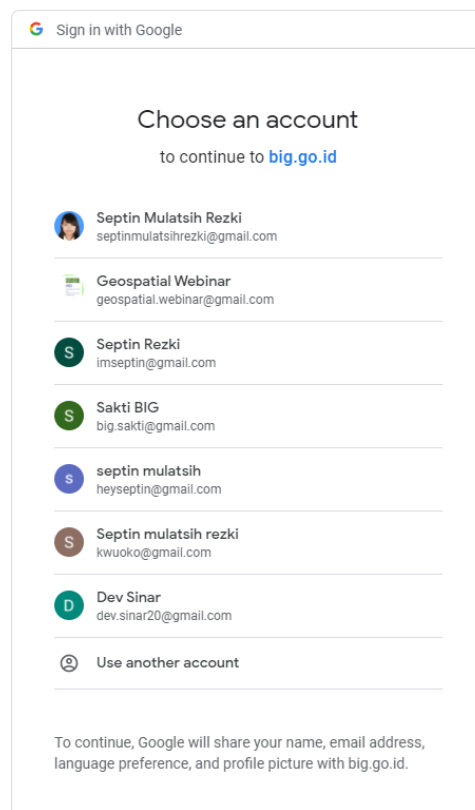 Sign in with Google
Choose an account
to continue to big.go.id
Septin Mulatsih Rezki
septinmulatsihrezki@gmail.com
Geospatial Webinar
geospatial.webinar@gmail.com
S
Septin Rezki
imseptin@gmail.com
S
Sakti BIG
big.sakti@gmail.com
s
septin mulatsih
heyseptin@gmail.com
S
Septin mulatsih rezki
kwuoko@gmail.com
D
Dev Sinar
dev.sinar20@gmail.com
Use another account
To continue, Google will share your name, email address,
language preference, and profile picture with big.go.id.